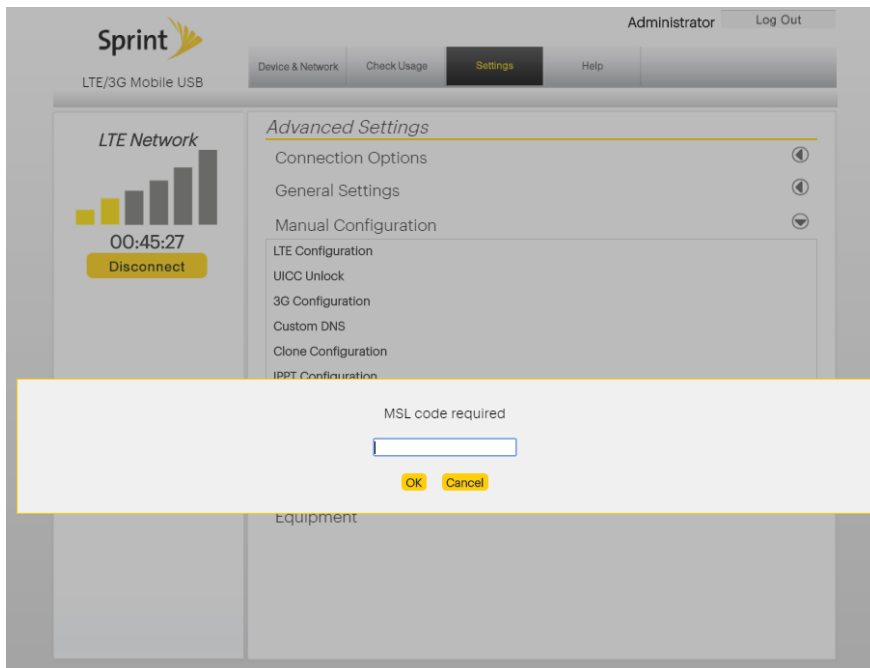 Administrator Log Out
Sprint
LTE/3G Mobile USB
Device & Network Check Usage Settings Help
LTE Network
00:45:27
Disconnect
Advanced Settings
Connection Options
General Settings
Manual Configuration
LTE Configuration
UICC Unlock
3G Configuration
Custom DNS
Clone Configuration
IPPT Configuration
MSL code required
OK Cancel
Equipment